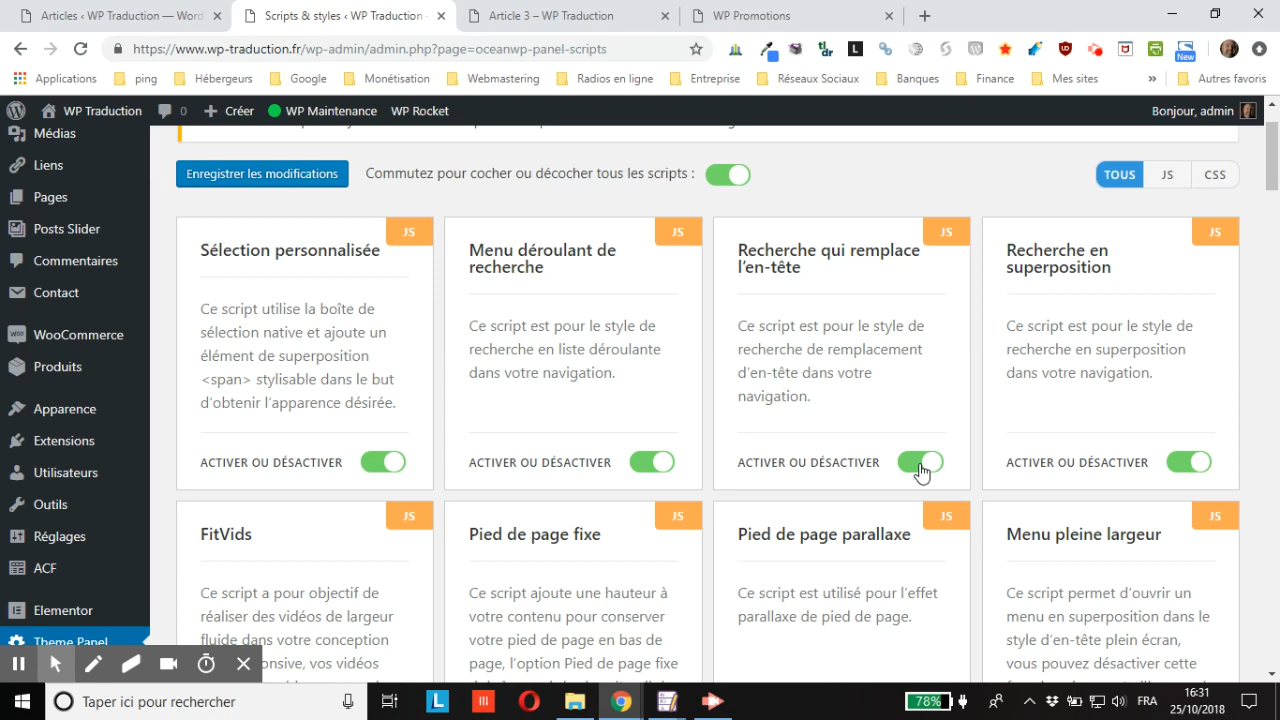 Articles ‹ WP Traduction — Word
Scripts & styles ‹ WP Traduction -
Article 3 – WP Traduction
WP Promotions
https://www.wp-traduction.fr/wp-admin/admin.php?page=oceanwp-panel-scripts
tl;dr
L
New
Applications
ping
Hébergeurs
Google
Monétisation
Webmastering
Radios en ligne
Entreprise
Réseaux Sociaux
Banques
Finance
Mes sites
»
Autres favoris
WP Traduction
0
Créer
WP Maintenance
WP Rocket
Bonjour, admin
Médias
Liens
Pages
Posts Slider
Commentaires
Contact
WooCommerce
Produits
Apparence
Extensions
Utilisateurs
Outils
Réglages
ACF
Elementor
Theme Panel
Enregistrer les modifications
Commutez pour cocher ou décocher tous les scripts :
TOUS
JS
CSS
JS
Sélection personnalisée
Ce script utilise la boîte de
sélection native et ajoute un
élément de superposition
<span> stylisable dans le but
d’obtenir l’apparence désirée.
ACTIVER OU DÉSACTIVER
JS
Menu déroulant de
recherche
Ce script est pour le style de
recherche en liste déroulante
dans votre navigation.
ACTIVER OU DÉSACTIVER
JS
Recherche qui remplace
l’en-tête
Ce script est pour le style de
recherche de remplacement
d’en-tête dans votre
navigation.
ACTIVER OU DÉSACTIVER
JS
Recherche en
superposition
Ce script est pour le style de
recherche en superposition
dans votre navigation.
ACTIVER OU DÉSACTIVER
JS
FitVids
Ce script a pour objectif de
réaliser des vidéos de largeur
fluide dans votre conception
vos vidéos
JS
Pied de page fixe
Ce script ajoute une hauteur à
votre contenu pour conserver
votre pied de page en bas de
page, l’option Pied de page fixe
JS
Pied de page parallaxe
Ce script est utilisé pour l’effet
parallaxe de pied de page.
JS
Menu pleine largeur
Ce script permet d’ouvrir un
menu en superposition dans le
style d’en-tête plein écran,
vous pouvez désactiver cette
Taper ici pour rechercher
L
78%
FRA
16:31
25/10/2018